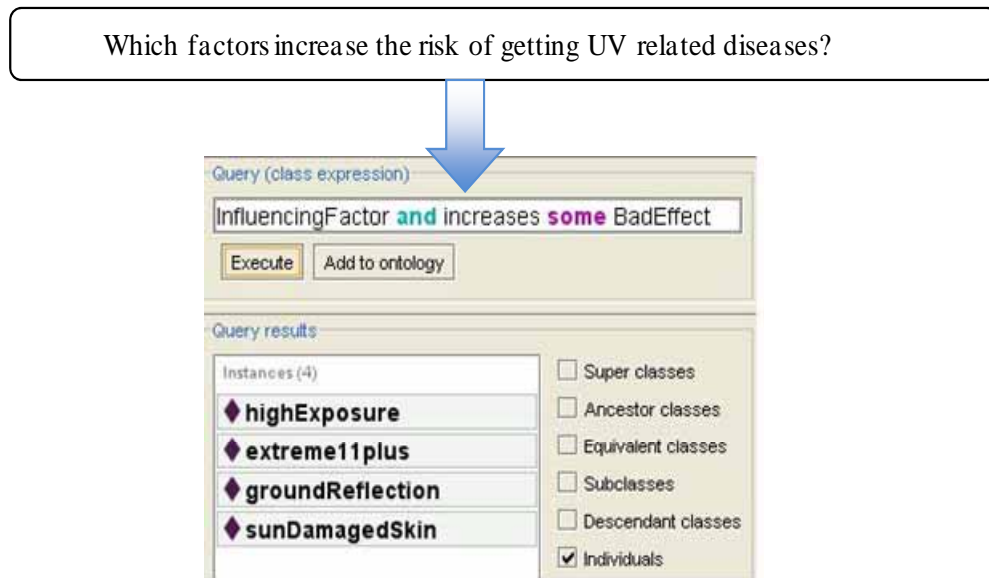 Which factors increase the risk of getting UV related diseases?
Query (class expression)
InfluencingFactor and increases some BadEffect
Execute Add to ontology
Query results
Instances (4)
highExposure
extreme11plus
groundReflection
sunDamagedSkin
Super classes
Ancestor classes
Equivalent classes
Subclasses
Descendant classes
Individuals